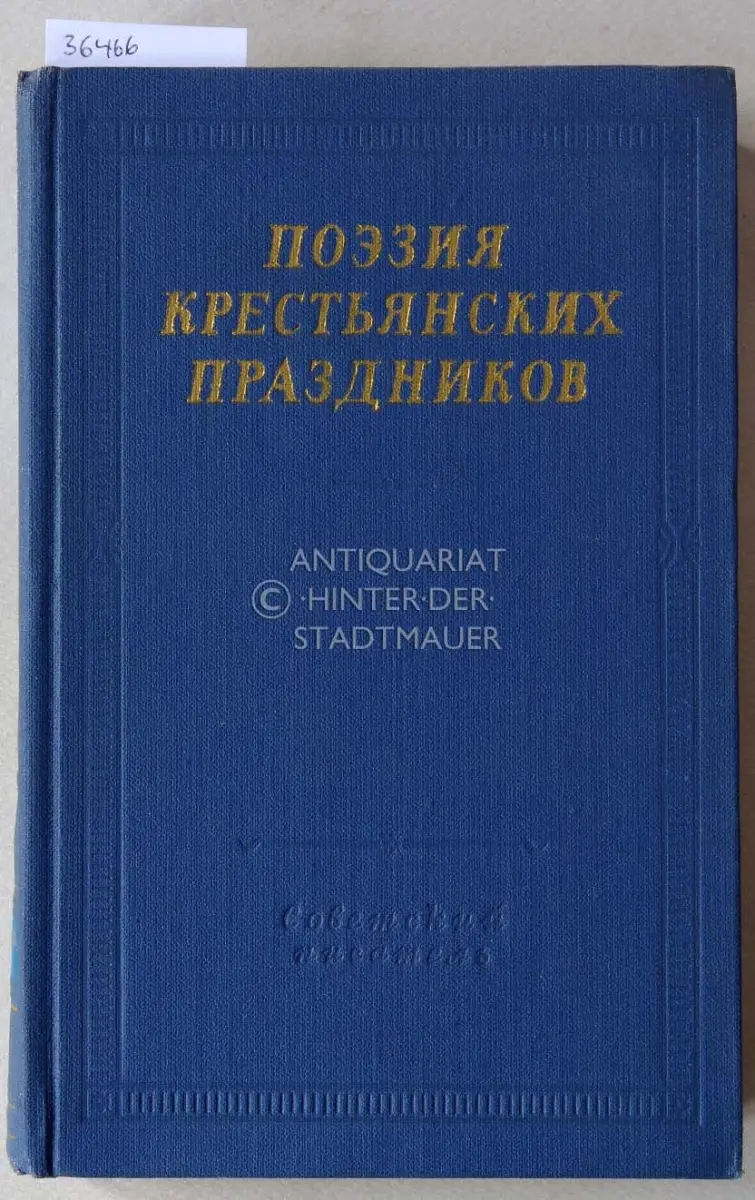 36466
ПОЭЗИЯ
КРЕСТЬЯНСКИХ
ПРАЗДНИКОВ
ANTIQUARIAT
© ·HINTER·DER·
STADTMAUER
Советский
писатель